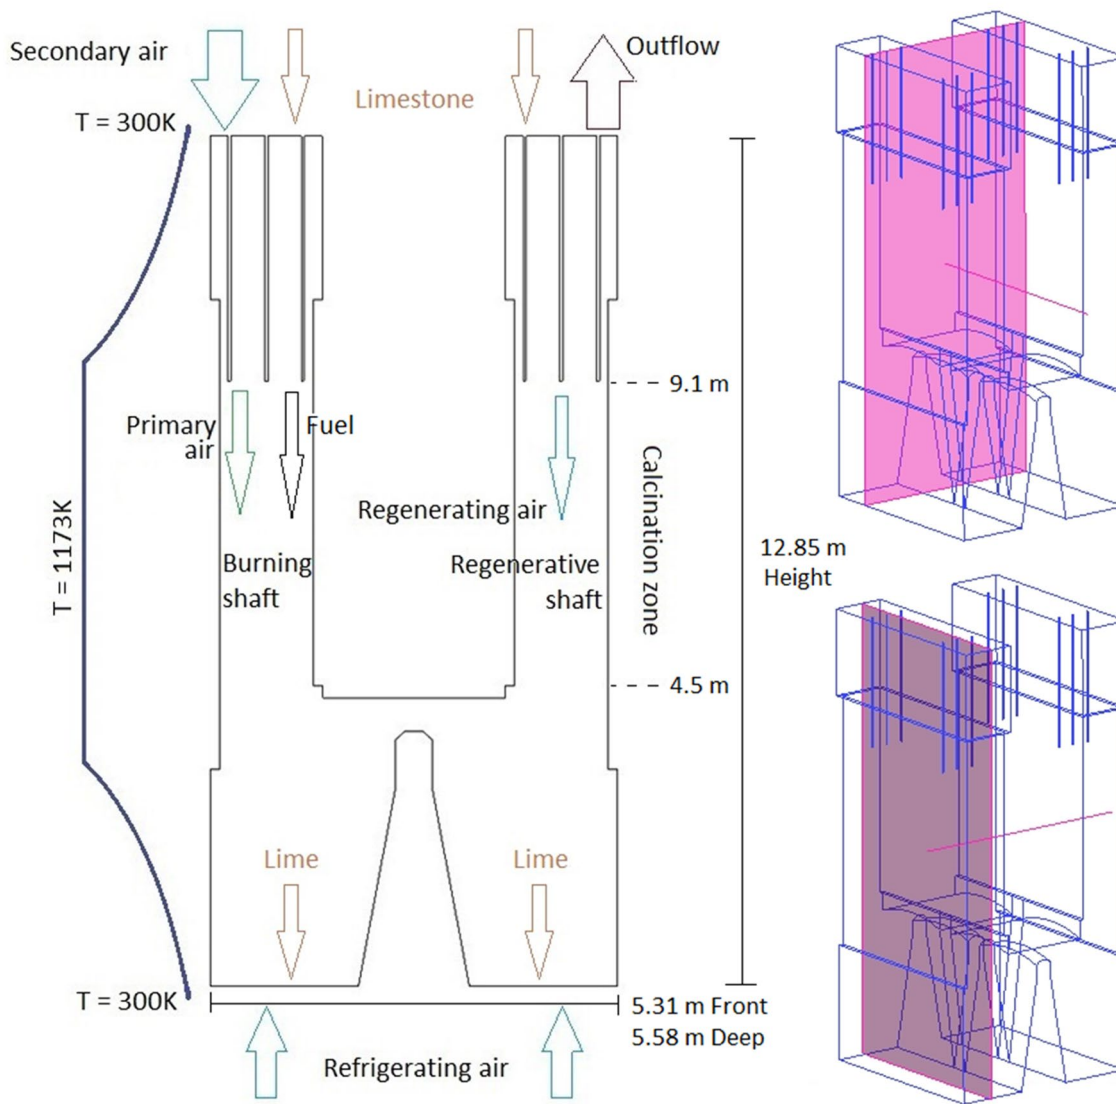 Secondary air
Outflow
Limestone
T = 300K
9.1 m
Primary
air
Fuel
Regenerating air
Burning
shaft
Regenerative
shaft
Calcination zone
T = 1173K
12.85 m
Height
4.5 m
Lime
Lime
T = 300K
5.31 m Front
5.58 m Deep
Refrigerating air